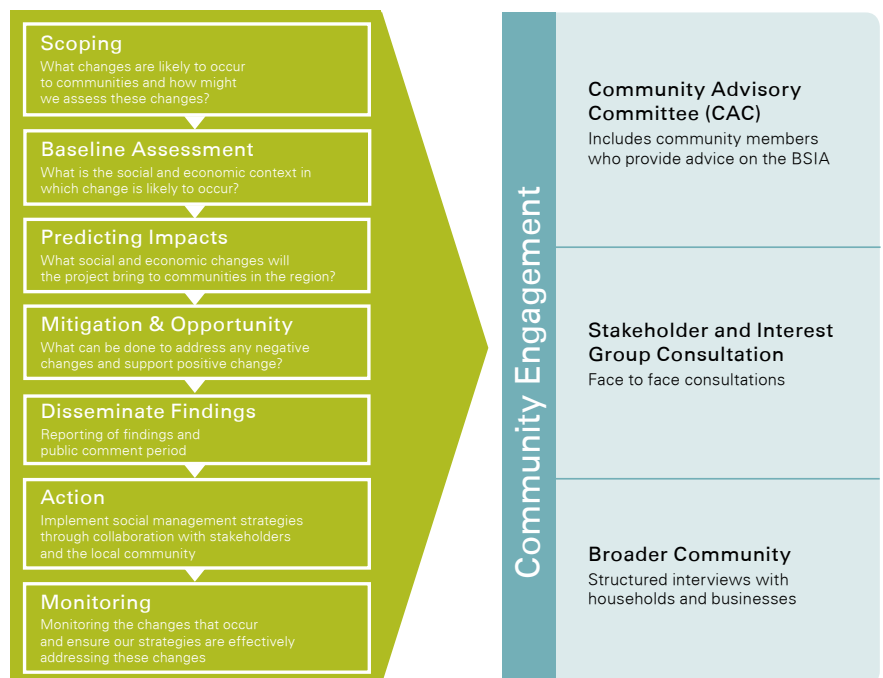 Scoping
What changes are likely to occur
to communities and how might
we assess these changes?
Baseline Assessment
What is the social and economic context in
which change is likely to occur?
Predicting Impacts
What social and economic changes will
the project bring to communities in the region?
Mitigation & Opportunity
What can be done to address any negative
changes and support positive change?
Disseminate Findings
Reporting of findings and
public comment period
Action
Implement social management strategies
through collaboration with stakeholders
and the local community
Monitoring
Monitoring the changes that occur
and ensure our strategies are effectively
addressing these changes
Community Engagement
Community Advisory
Committee (CAC)
Includes community members
who provide advice on the BSIA
Stakeholder and Interest
Group Consultation
Face to face consultations
Broader Community
Structured interviews with
households and businesses